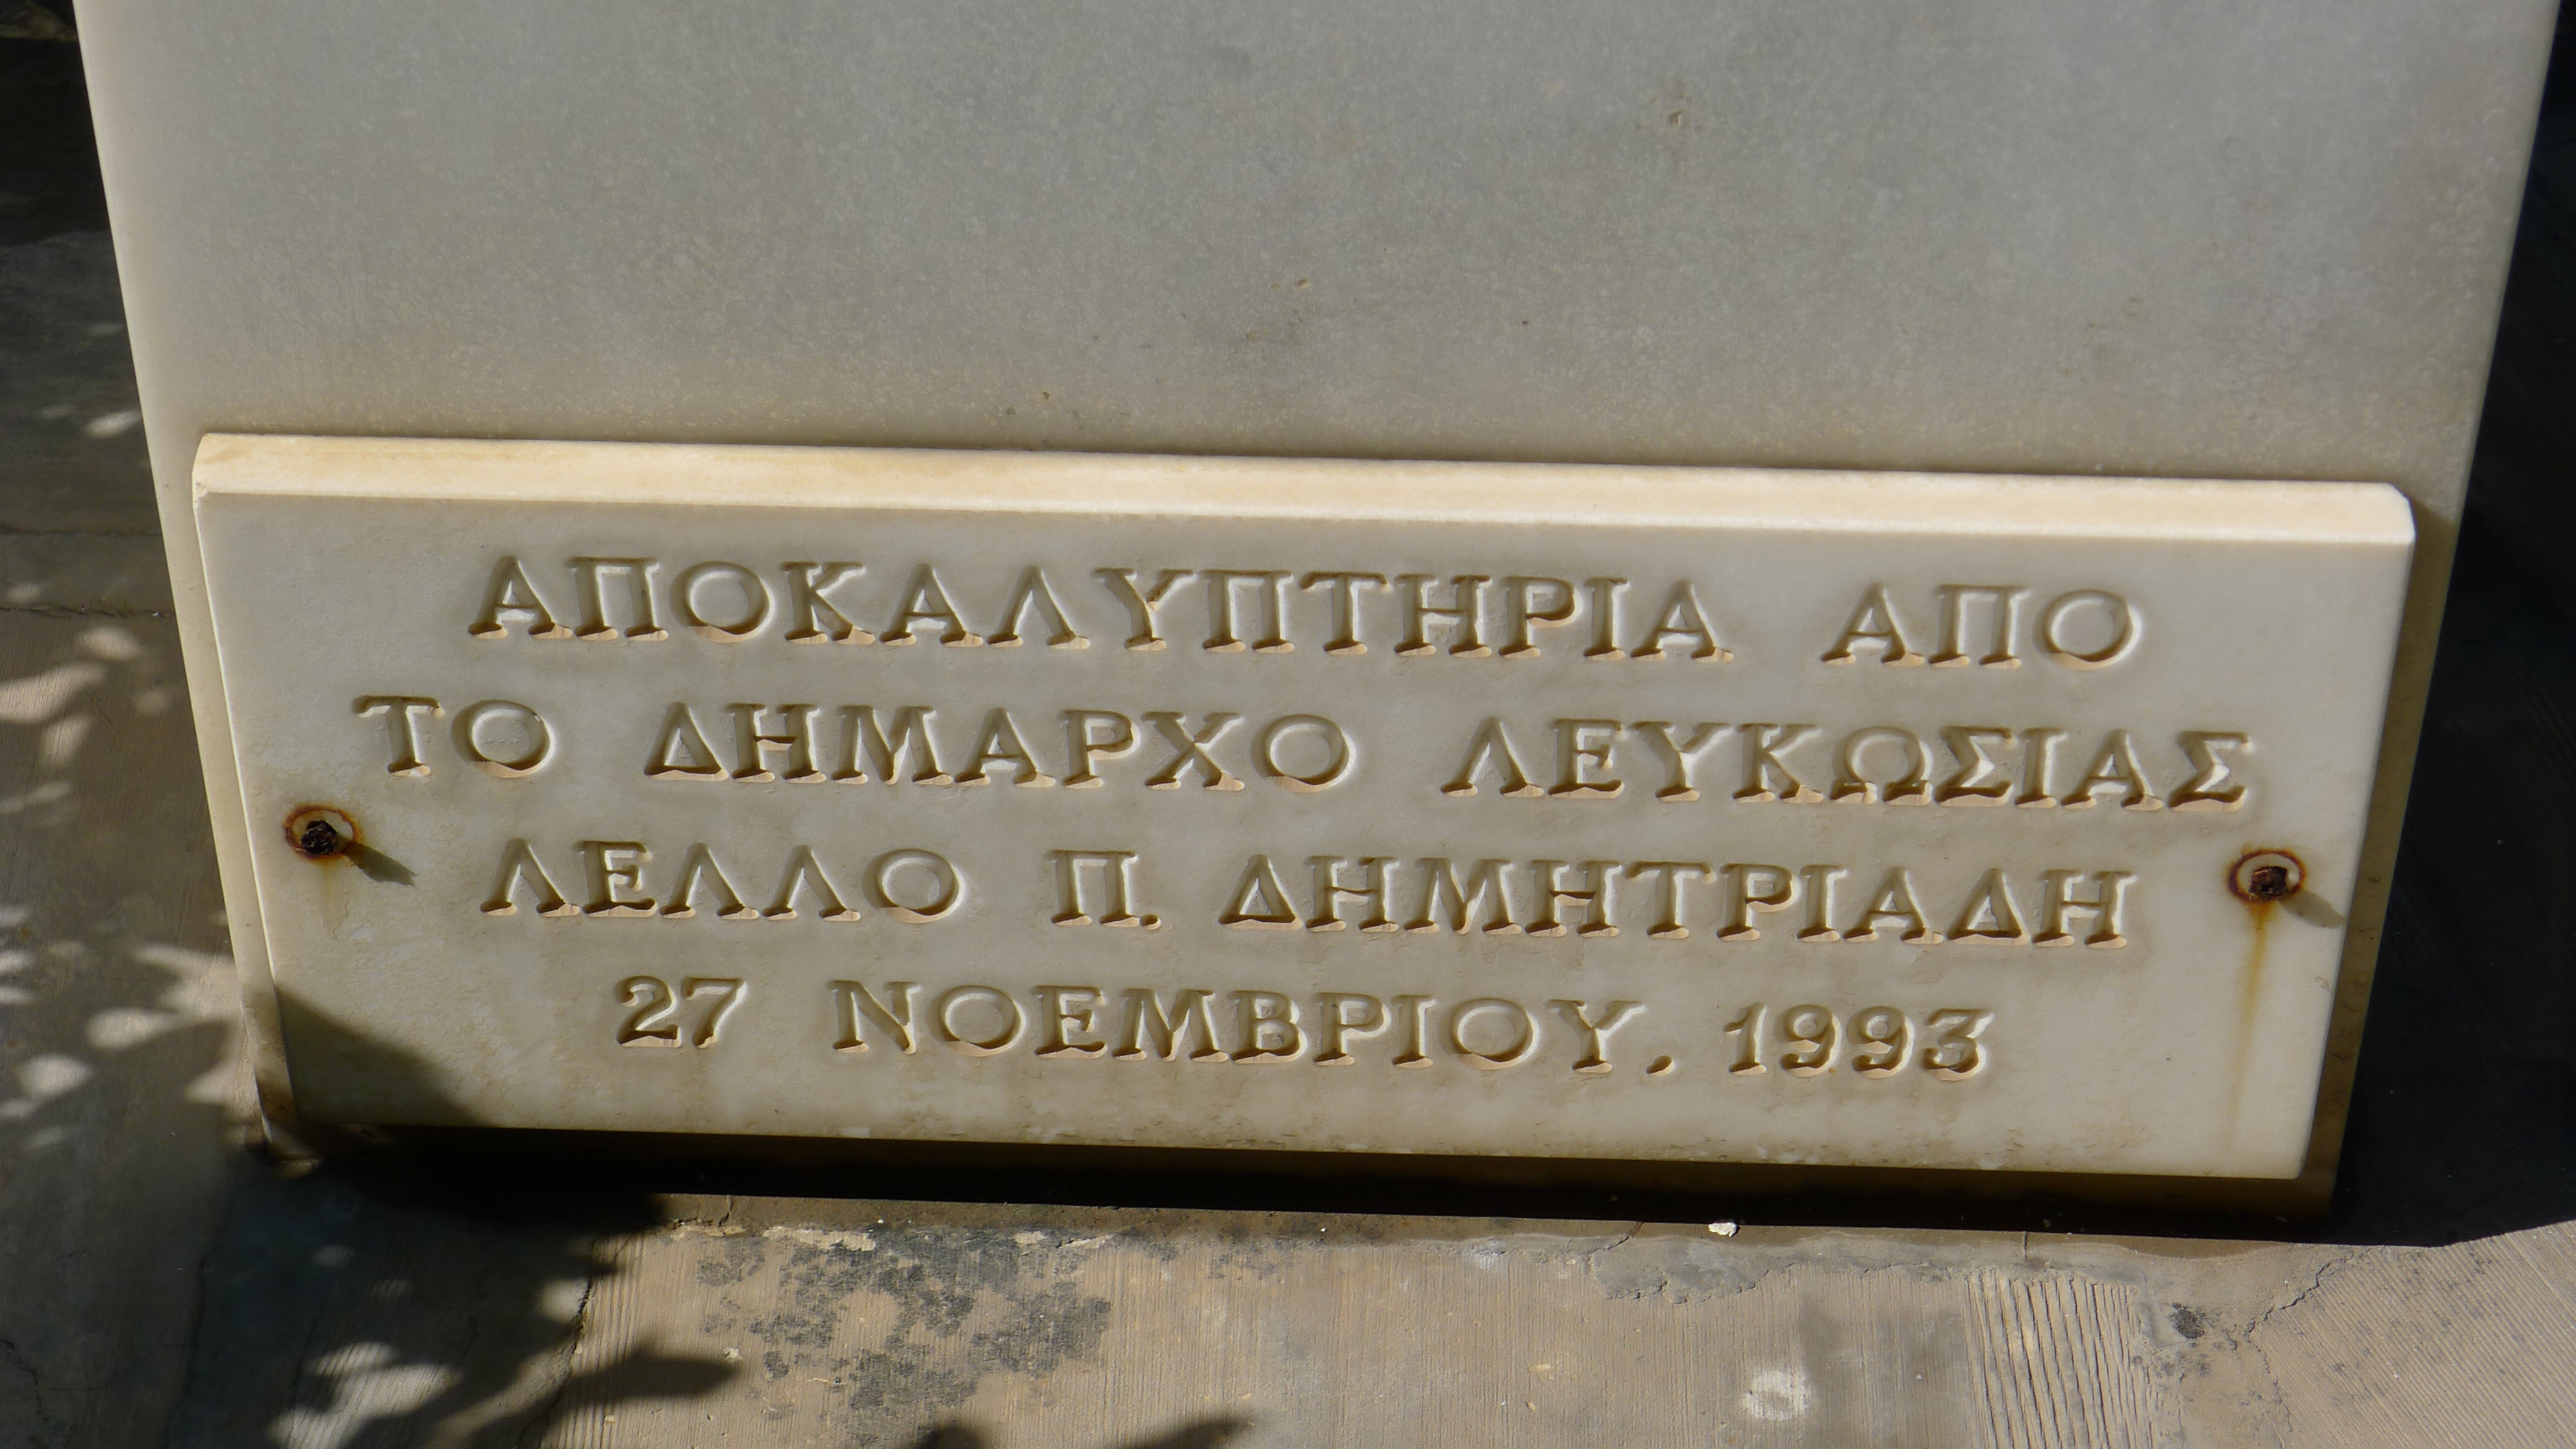 ΑΠΟΚΑΛΥΠΤΗΡΙΑ ΑΠΟ
ΤΟ ΔΗΜΑΡΧΟ ΛΕΥΚΩΣΙΑΣ
ΛΕΛΛΟ Π. ΔΗΜΗΤΡΙΑΔΗ
27 ΝΟΕΜΒΡΙΟΥ, 1993